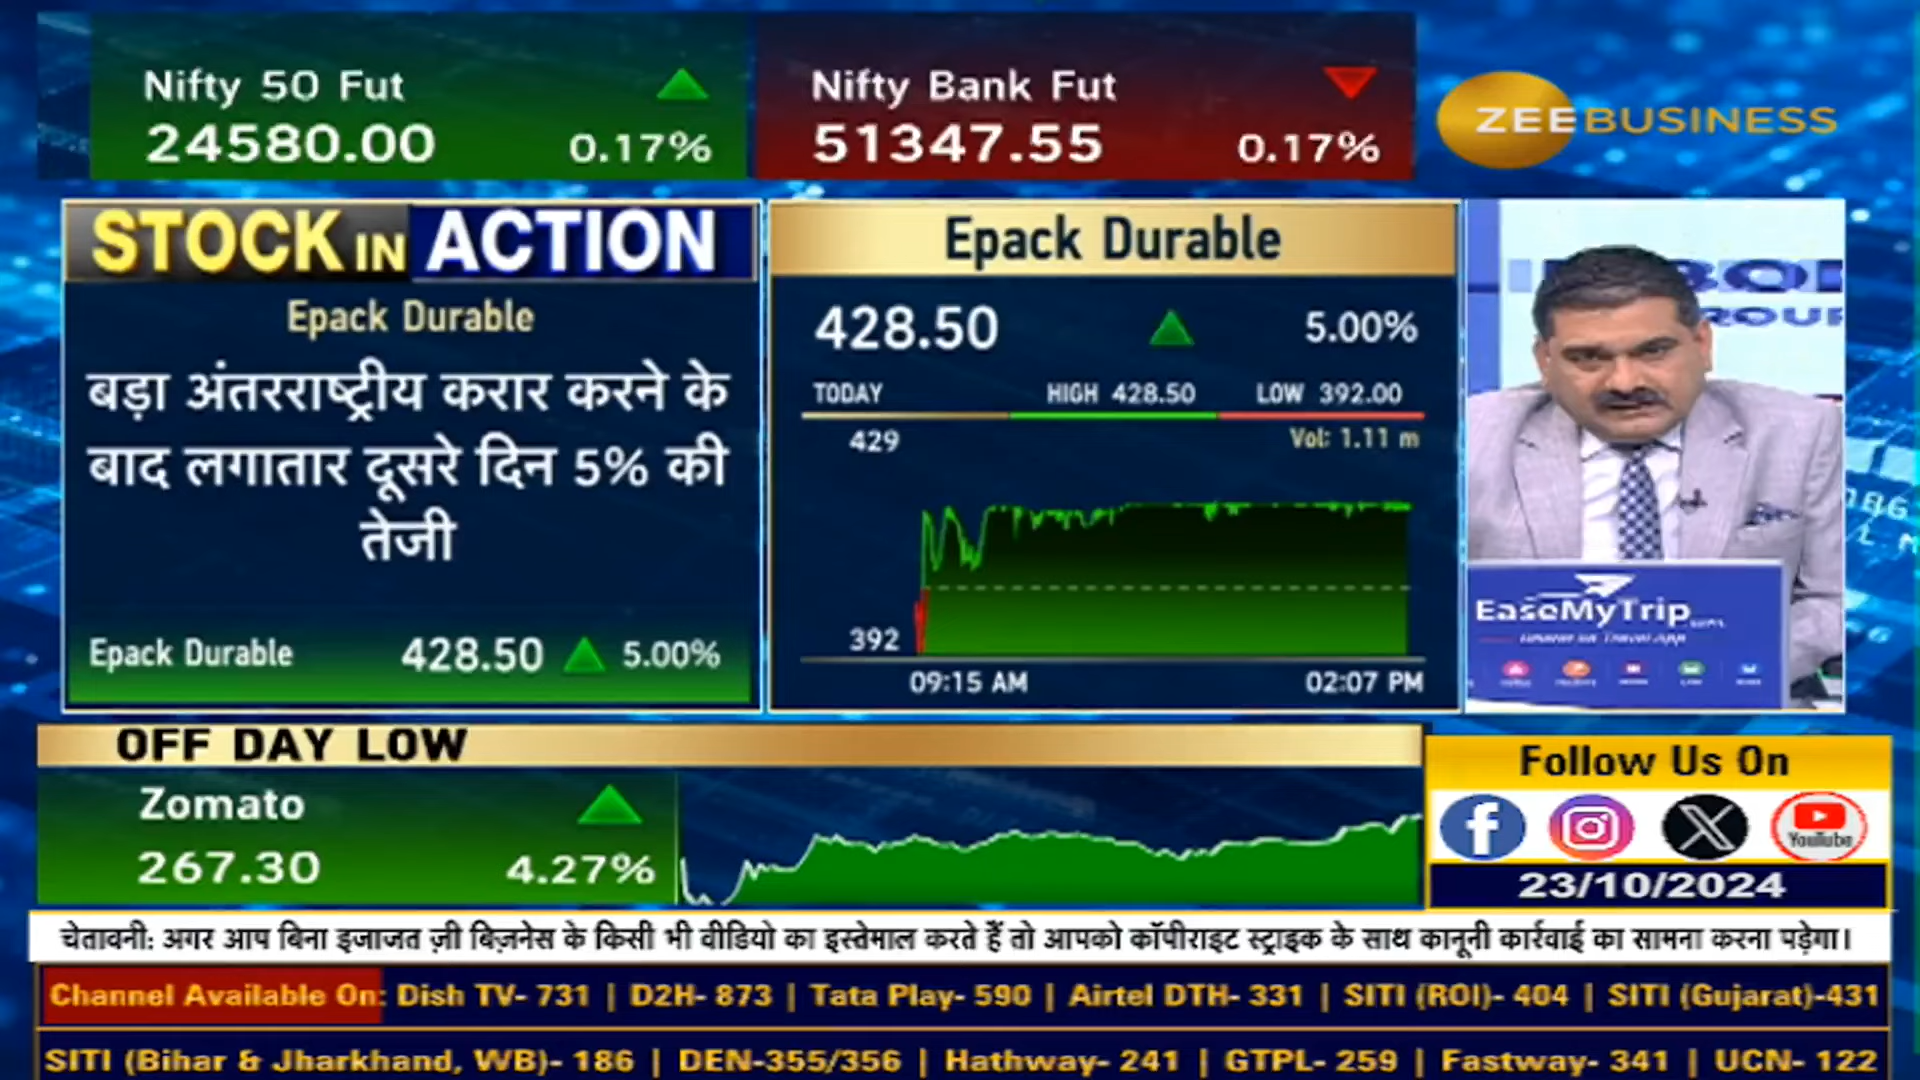 Nifty 50 Fut
24580.00 0.17%
Nifty Bank Fut
51347.55 0.17%
ZEEBUSINESS
STOCK IN ACTION
Epack Durable
बड़ा अंतरराष्ट्रीय करार करने के
बाद लगातार दूसरे दिन 5% की
तेजी
Epack Durable 428.50 5.00%
Epack Durable
428.50 5.00%
TODAY HIGH 428.50 LOW 392.00
429 Vol: 1.11 m
392
09:15 AM 02:07 PM
EaseMyTrip
OFF DAY LOW
Zomato
267.30 4.27%
Follow Us On
YouTube
23/10/2024
चेतावनी: अगर आप बिना इजाजत ज़ी बिज़नेस के किसी भी वीडियो का इस्तेमाल करते हैं तो आपको कॉपीराइट स्ट्राइक के साथ कानूनी कार्रवाई का सामना करना पड़ेगा।
Channel Available On: Dish TV- 731 | D2H- 873 | Tata Play- 590 | Airtel DTH- 331 | SITI (ROI)- 404 | SITI (Gujarat)-431
SITI (Bihar & Jharkhand, WB)- 186 | DEN-355/356 | Hathway- 241 | GTPL- 259 | Fastway- 341 | UCN- 122